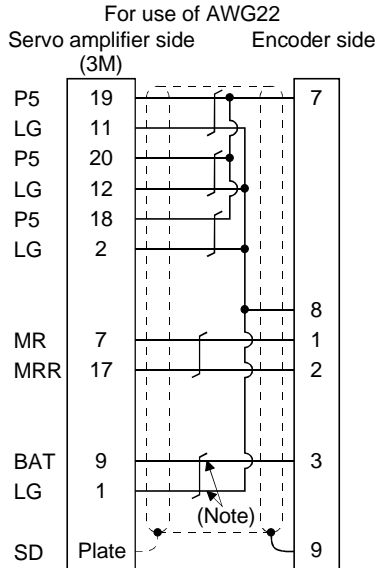 For use of AWG22
Servo amplifier side Encoder side
(3M)
P5 19 7
LG 11
P5 20
LG 12
P5 18
LG 2
8
MR 7 1
MRR 17 2
BAT 9 3
LG 1
(Note)
SD Plate 9